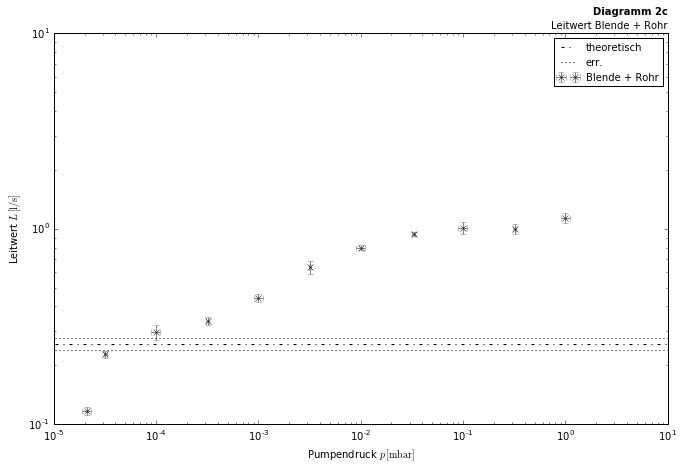 Diagramm 2c
Leitwert Blende + Rohr
theoretisch
err.
Blende + Rohr
Leitwert L [l/s]
10^1
10^0
10^-1
10^-5 10^-4 10^-3 10^-2 10^-1 10^0 10^1
Pumpendruck p [mbar]